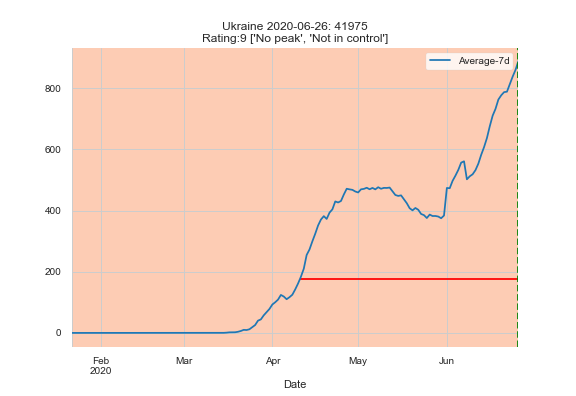 Ukraine 2020-06-26: 41975
Rating:9 ['No peak', 'Not in control']
Average-7d
800
600
400
200
0
Feb
2020
Mar
Apr
May
Jun
Date